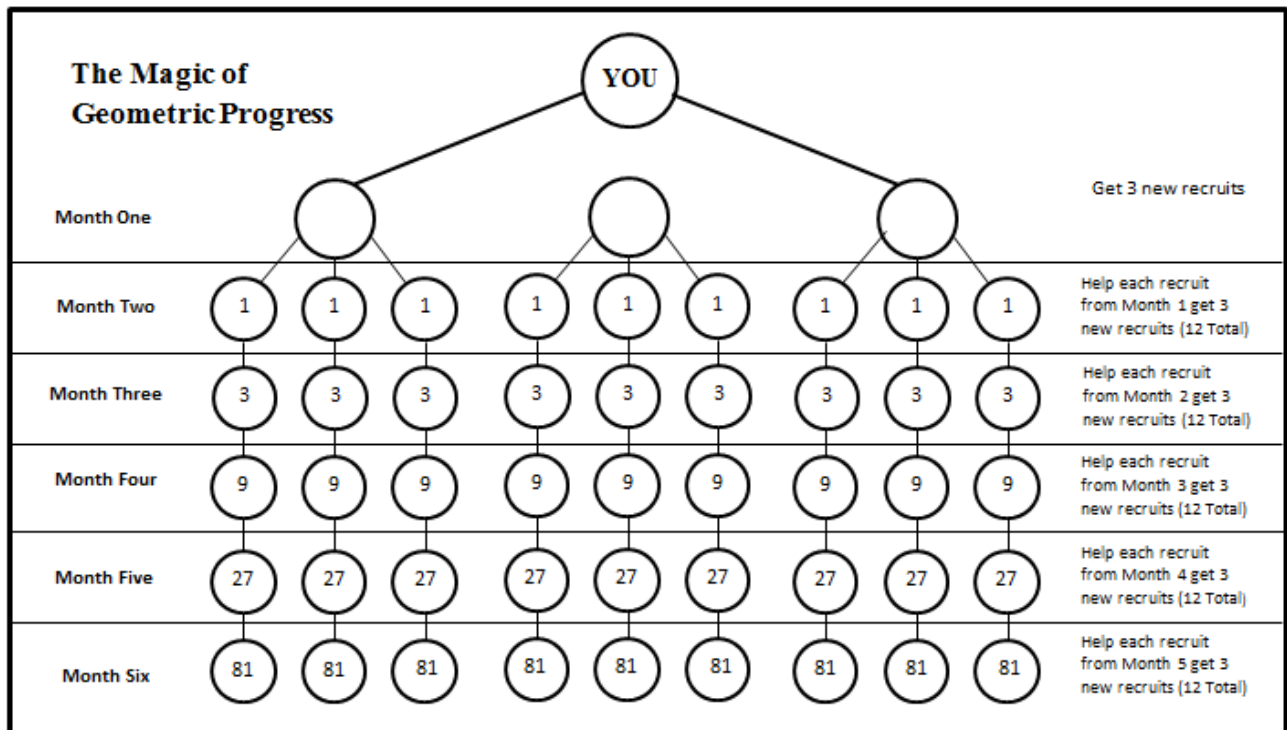 The Magic of
Geometric Progress
YOU
Month One
Get 3 new recruits
Month Two
1 1 1 1 1 1 1 1 1
Help each recruit
from Month 1 get 3
new recruits (12 Total)
Month Three
3 3 3 3 3 3 3 3 3
Help each recruit
from Month 2 get 3
new recruits (12 Total)
Month Four
9 9 9 9 9 9 9 9 9
Help each recruit
from Month 3 get 3
new recruits (12 Total)
Month Five
27 27 27 27 27 27 27 27 27
Help each recruit
from Month 4 get 3
new recruits (12 Total)
Month Six
81 81 81 81 81 81 81 81 81
Help each recruit
from Month 5 get 3
new recruits (12 Total)